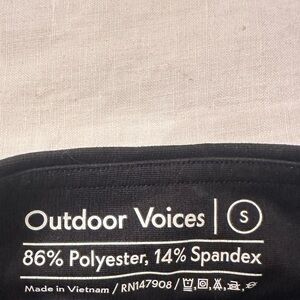 Outdoor Voices | S
86% Polyester, 14% Spandex
Made in Vietnam / RN147908 /